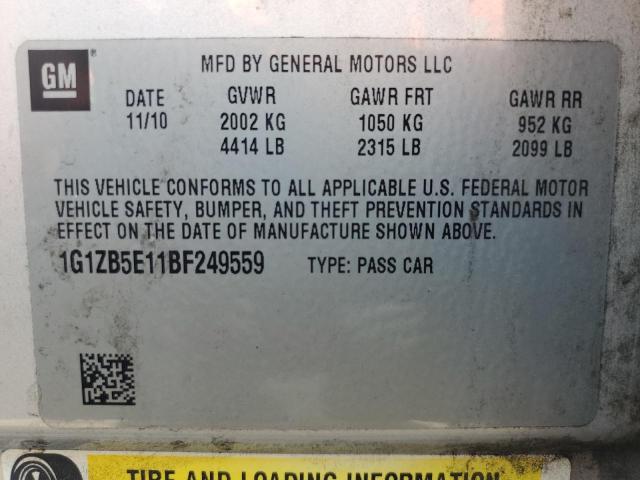 GM
MFD BY GENERAL MOTORS LLC
DATE GVWR GAWR FRT GAWR RR
11/10 2002 KG 1050 KG 952 KG
4414 LB 2315 LB 2099 LB
THIS VEHICLE CONFORMS TO ALL APPLICABLE U.S. FEDERAL MOTOR
VEHICLE SAFETY, BUMPER, AND THEFT PREVENTION STANDARDS IN
EFFECT ON THE DATE OF MANUFACTURE SHOWN ABOVE.
1G1ZB5E11BF249559 TYPE: PASS CAR
TIRE AND LOADING INFORMATION